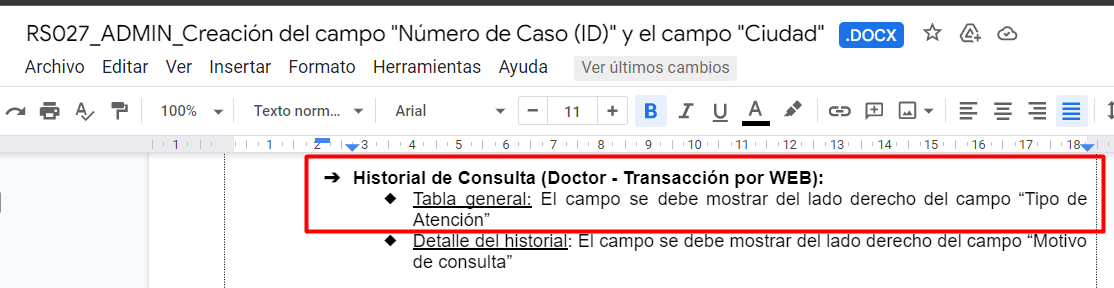 RS027_ADMIN_Creación del campo "Número de Caso (ID)" y el campo "Ciudad" .DOCX
Archivo Editar Ver Insertar Formato Herramientas Ayuda Ver últimos cambios
100% Texto norm... Arial − 11 + B I U A
1 1 2 3 4 5 6 7 8 9 10 11 12 13 14 15 16 17 18
➔ Historial de Consulta (Doctor - Transacción por WEB):
◆ Tabla general: El campo se debe mostrar del lado derecho del campo “Tipo de
Atención”
◆ Detalle del historial: El campo se debe mostrar del lado derecho del campo “Motivo
de consulta”